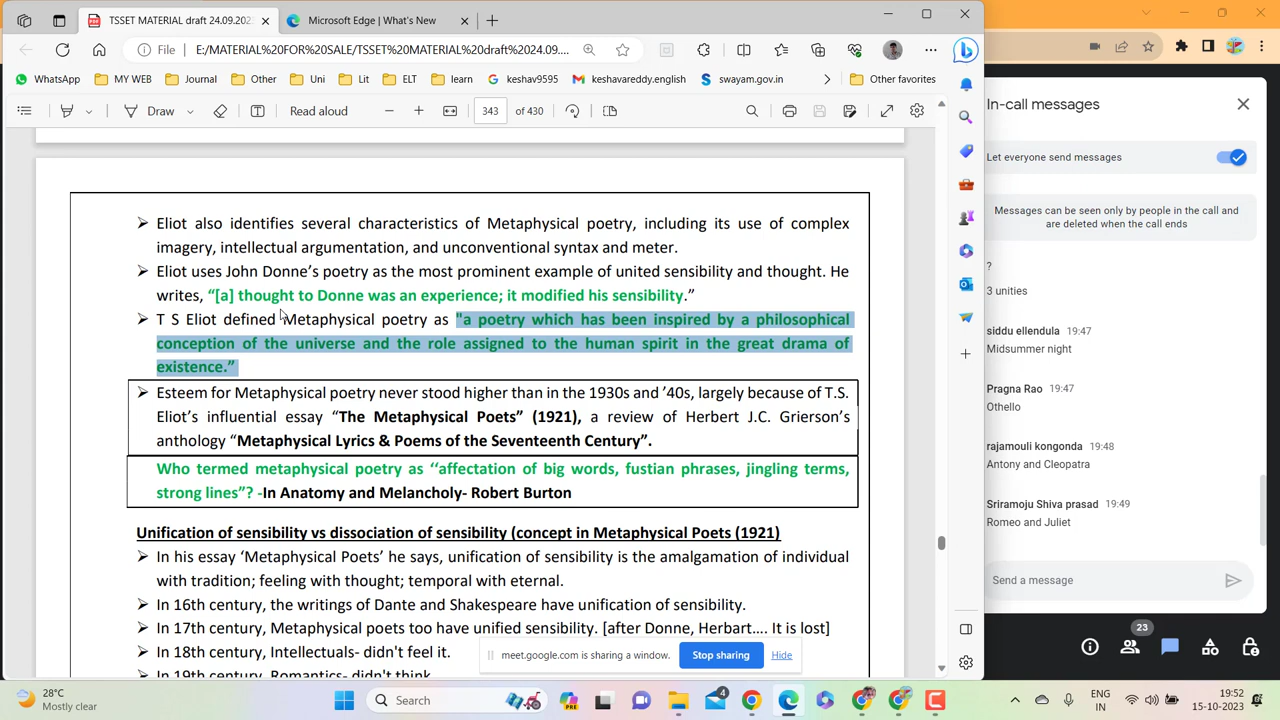 TSSET MATERIAL draft 24.09.202
Microsoft Edge | What's New
File
E:/MATERIAL%20FOR%20SALE/TSSET%20MATERIAL%20draft%2024.09....
WhatsApp
MY WEB
Journal
Other
Uni
Lit
ELT
learn
keshav9595
keshavareddy.english
swayam.gov.in
Other favorites
Draw
Read aloud
343
of 430
Eliot also identifies several characteristics of Metaphysical poetry, including its use of complex
imagery, intellectual argumentation, and unconventional syntax and meter.
Eliot uses John Donne's poetry as the most prominent example of united sensibility and thought. He
writes, “[a] thought to Donne was an experience; it modified his sensibility.”
T S Eliot defined Metaphysical poetry as "a poetry which has been inspired by a philosophical
conception of the universe and the role assigned to the human spirit in the great drama of
existence.”
Esteem for Metaphysical poetry never stood higher than in the 1930s and ’40s, largely because of T.S.
Eliot’s influential essay “The Metaphysical Poets” (1921), a review of Herbert J.C. Grierson’s
anthology “Metaphysical Lyrics & Poems of the Seventeenth Century”.
Who termed metaphysical poetry as ‘‘affectation of big words, fustian phrases, jingling terms,
strong lines”? -In Anatomy and Melancholy- Robert Burton
Unification of sensibility vs dissociation of sensibility (concept in Metaphysical Poets (1921)
In his essay ‘Metaphysical Poets’ he says, unification of sensibility is the amalgamation of individual
with tradition; feeling with thought; temporal with eternal.
In 16th century, the writings of Dante and Shakespeare have unification of sensibility.
In 17th century, Metaphysical poets too have unified sensibility. [after Donne, Herbart.... It is lost]
In 18th century, Intellectuals- didn't feel it.
In 19th century, Romantics- didn't think
meet.google.com is sharing a window.
Stop sharing
Hide
In-call messages
Let everyone send messages
Messages can be seen only by people in the call and
are deleted when the call ends
?
3 unities
siddu ellendula 19:47
Midsummer night
Pragna Rao 19:47
Othello
rajamouli kongonda 19:48
Antony and Cleopatra
Sriramoju Shiva prasad 19:49
Romeo and Juliet
Send a message
23
28°C
Mostly clear
Search
PRE
4
ENG
IN
19:52
15-10-2023